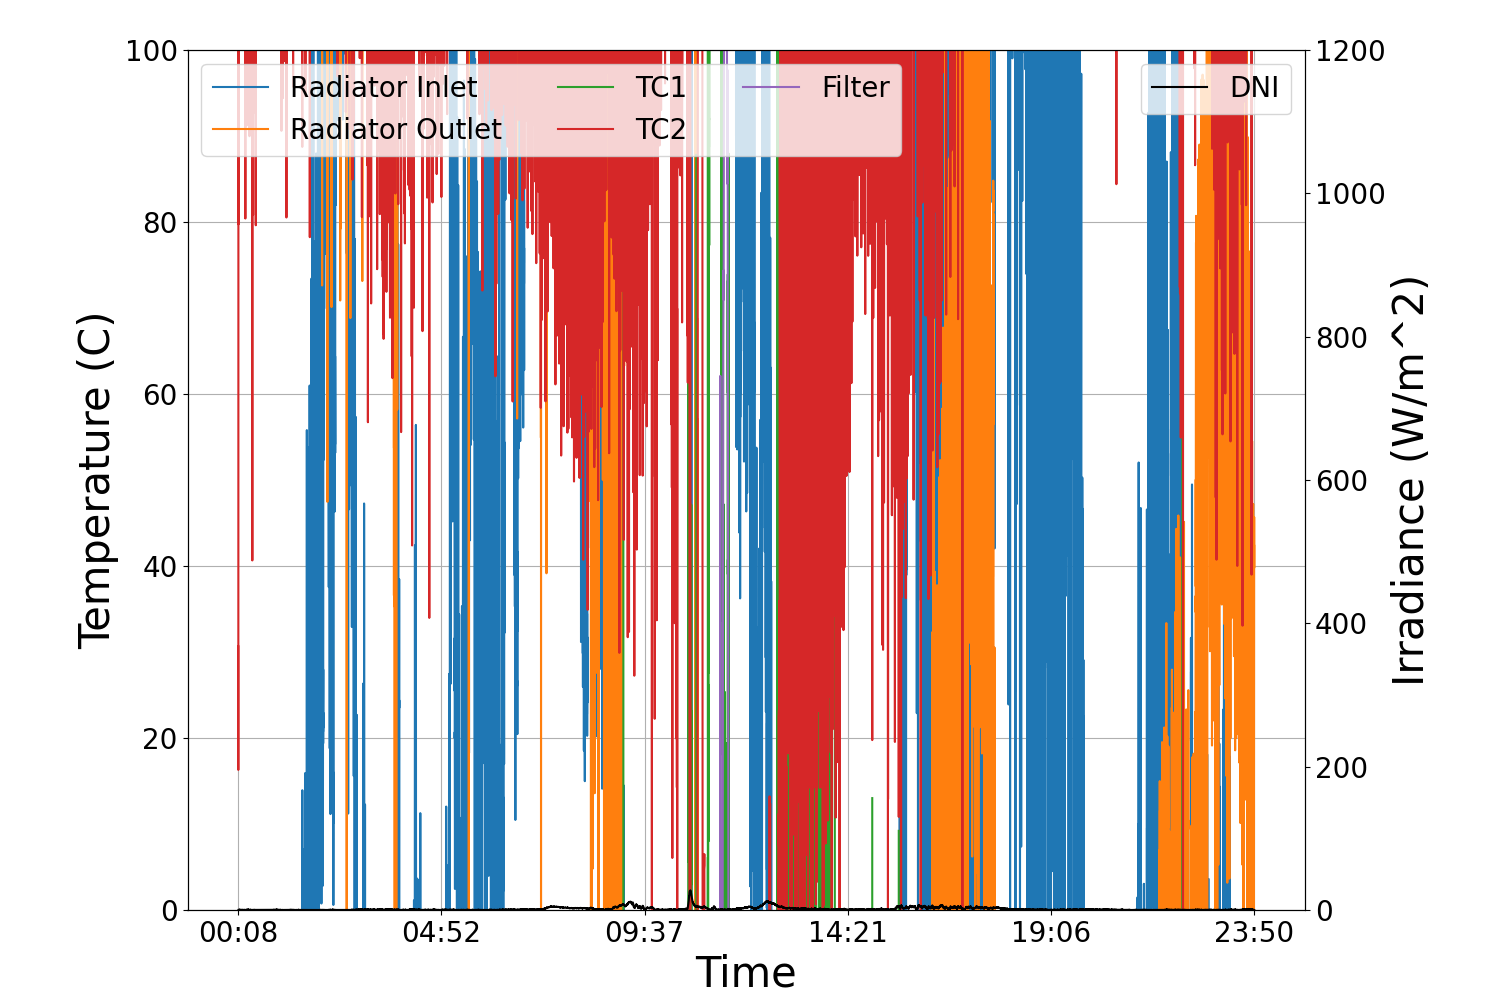 100
80
60
40
20
0
Temperature (C)
Radiator Inlet
Radiator Outlet
TC1
TC2
Filter
DNI
1200
1000
800
600
400
200
0
Irradiance (W/m^2)
00:08
04:52
09:37
14:21
19:06
23:50
Time